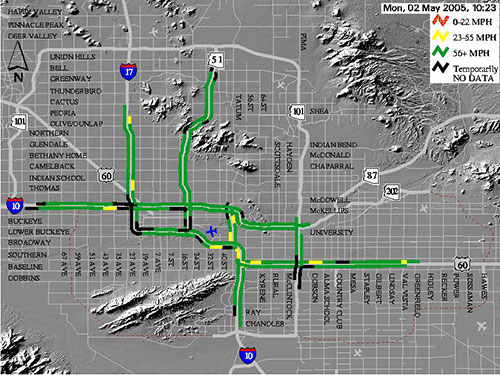 Mon, 02 May 2005, 10:23
0-22 MPH
23-55 MPH
56+ MPH
Temporarily
NO DATA
HAPPY VALLEY
PINNACLE PEAK
DEER VALLEY
N
UNION HILLS
BELL
GREENWAY
THUNDERBIRD
CACTUS
PEORIA
OLIVE/DUNLAP
NORTHERN
GLENDALE
BETHANY HOME
CAMELBACK
INDIAN SCHOOL
THOMAS
BUCKEYE
LOWER BUCKEYE
BROADWAY
SOUTHERN
BASELINE
DOBBINS
17
51
PIMA
101
SHEA
101
TATUM
56 ST
64 ST
SCOTTSDALE
HAYDEN
INDIAN BEND
McDONALD
CHAPARRAL
87
202
McDOWELL
McKELLIPS
UNIVERSITY
60
10
67 AVE
59 AVE
51 AVE
43 AVE
35 AVE
27 AVE
19 AVE
7 AVE
7 ST
16 ST
24 ST
32 ST
40 ST
KYRENE
RURAL
McCLINTOCK
DOBSON
ALMA SCHOOL
COUNTRY CLUB
MESA
STAPLEY
GILBERT
LINDSAY
VAL VISTA
GREENFIELD
HIGLEY
RECKER
POWER
SOSSAMAN
HAWES
60
RAY
CHANDLER
10